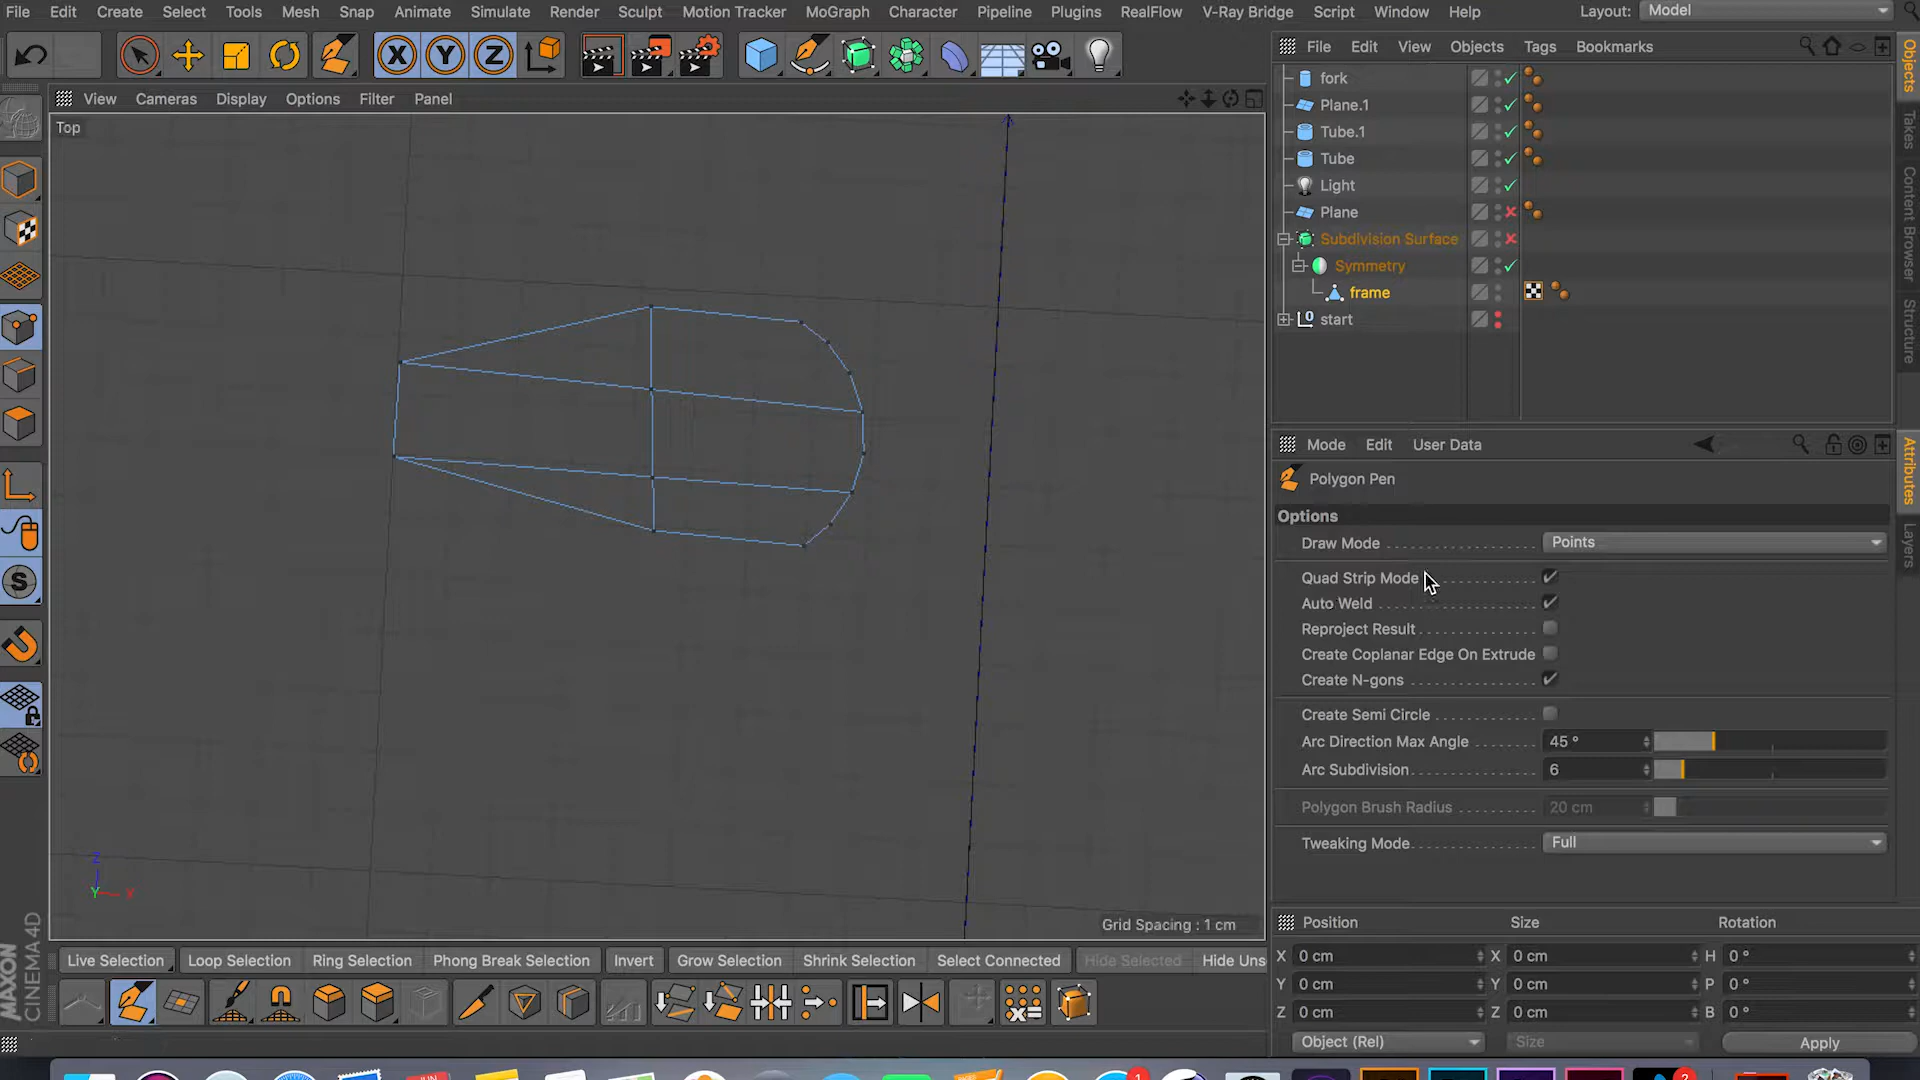 File Edit Create Select Tools Mesh Snap Animate Simulate Render Sculpt Motion Tracker MoGraph Character Pipeline Plugins RealFlow V-Ray Bridge Script Window Help Layout: Model
X Y Z
File Edit View Objects Tags Bookmarks
View Cameras Display Options Filter Panel
Top
fork
Plane.1
Tube.1
Tube
Light
Plane
Subdivision Surface
Symmetry
frame
start
Objects
Takes
Content Browser
Structure
Mode Edit User Data
Attributes
Layers
Polygon Pen
Options
Draw Mode Points
Quad Strip Mode
Auto Weld
Reproject Result
Create Coplanar Edge On Extrude
Create N-gons
Create Semi Circle
Arc Direction Max Angle 45 °
Arc Subdivision 6
Polygon Brush Radius 20 cm
Tweaking Mode Full
S
Z
Y X
Grid Spacing : 1 cm
Position Size Rotation
X 0 cm X 0 cm H 0 °
Y 0 cm Y 0 cm P 0 °
Z 0 cm Z 0 cm B 0 °
Object (Rel) Size Apply
Live Selection Loop Selection Ring Selection Phong Break Selection Invert Grow Selection Shrink Selection Select Connected Hide Selected Hide Uns
MAXON
CINEMA 4D
1
2